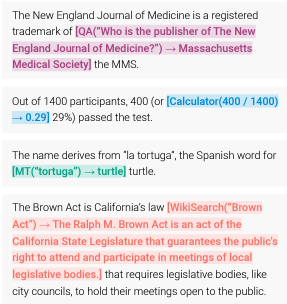 The New England Journal of Medicine is a registered
trademark of [QA(“Who is the publisher of The New
England Journal of Medicine?”) → Massachusetts
Medical Society] the MMS.
Out of 1400 participants, 400 (or [Calculator(400 / 1400)
→ 0.29] 29%) passed the test.
The name derives from “la tortuga”, the Spanish word for
[MT(“tortuga”) → turtle] turtle.
The Brown Act is California’s law [WikiSearch(“Brown
Act”) → The Ralph M. Brown Act is an act of the
California State Legislature that guarantees the public's
right to attend and participate in meetings of local
legislative bodies.] that requires legislative bodies, like
city councils, to hold their meetings open to the public.